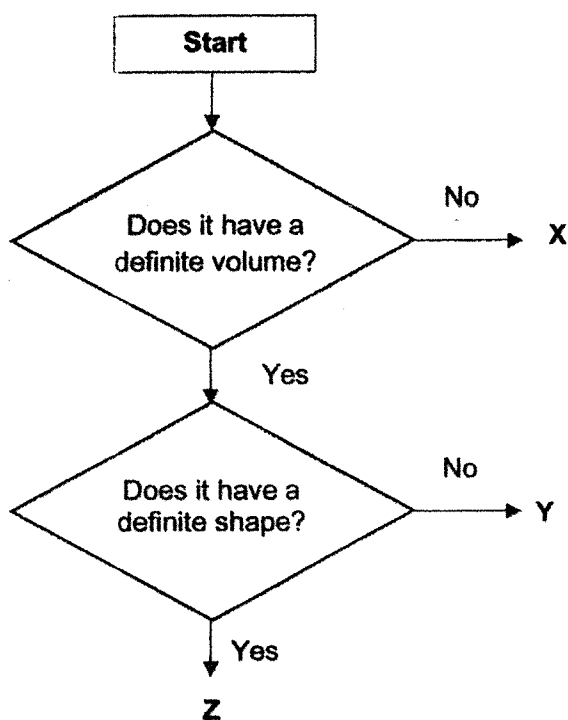 Start
Does it have a
definite volume?
No
X
Yes
Does it have a
definite shape?
No
Y
Yes
Z